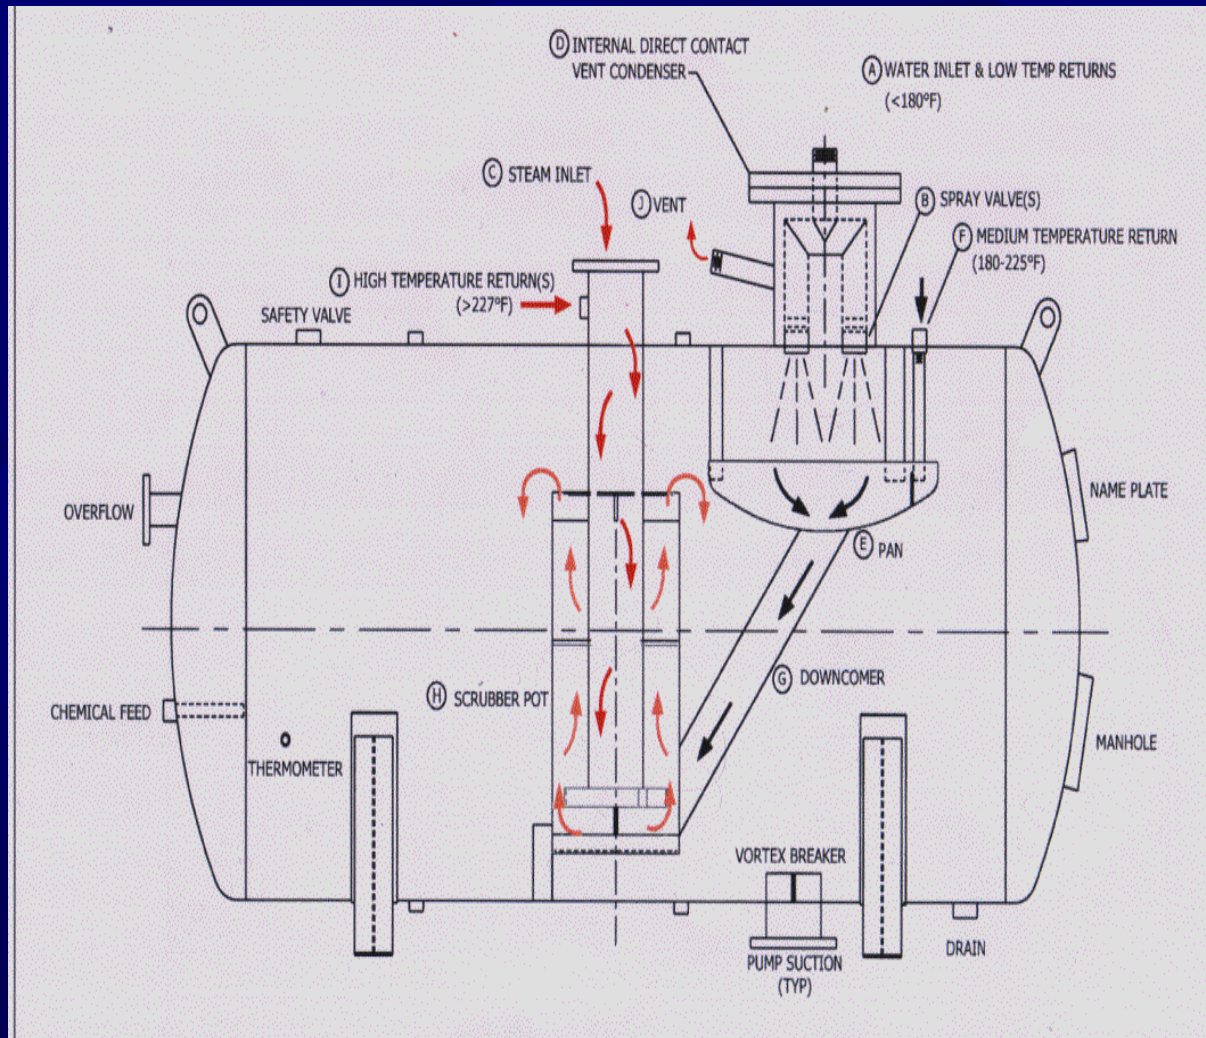 Ⓓ INTERNAL DIRECT CONTACT
VENT CONDENSER
Ⓐ WATER INLET & LOW TEMP RETURNS
(<180°F)
Ⓒ STEAM INLET
Ⓙ VENT
Ⓑ SPRAY VALVE(S)
Ⓕ MEDIUM TEMPERATURE RETURN
(180-225°F)
Ⓘ HIGH TEMPERATURE RETURN(S)
(>227°F)
SAFETY VALVE
OVERFLOW
NAME PLATE
Ⓔ PAN
Ⓖ DOWNCOMER
Ⓗ SCRUBBER POT
CHEMICAL FEED
THERMOMETER
MANHOLE
VORTEX BREAKER
DRAIN
PUMP SUCTION
(TYP)